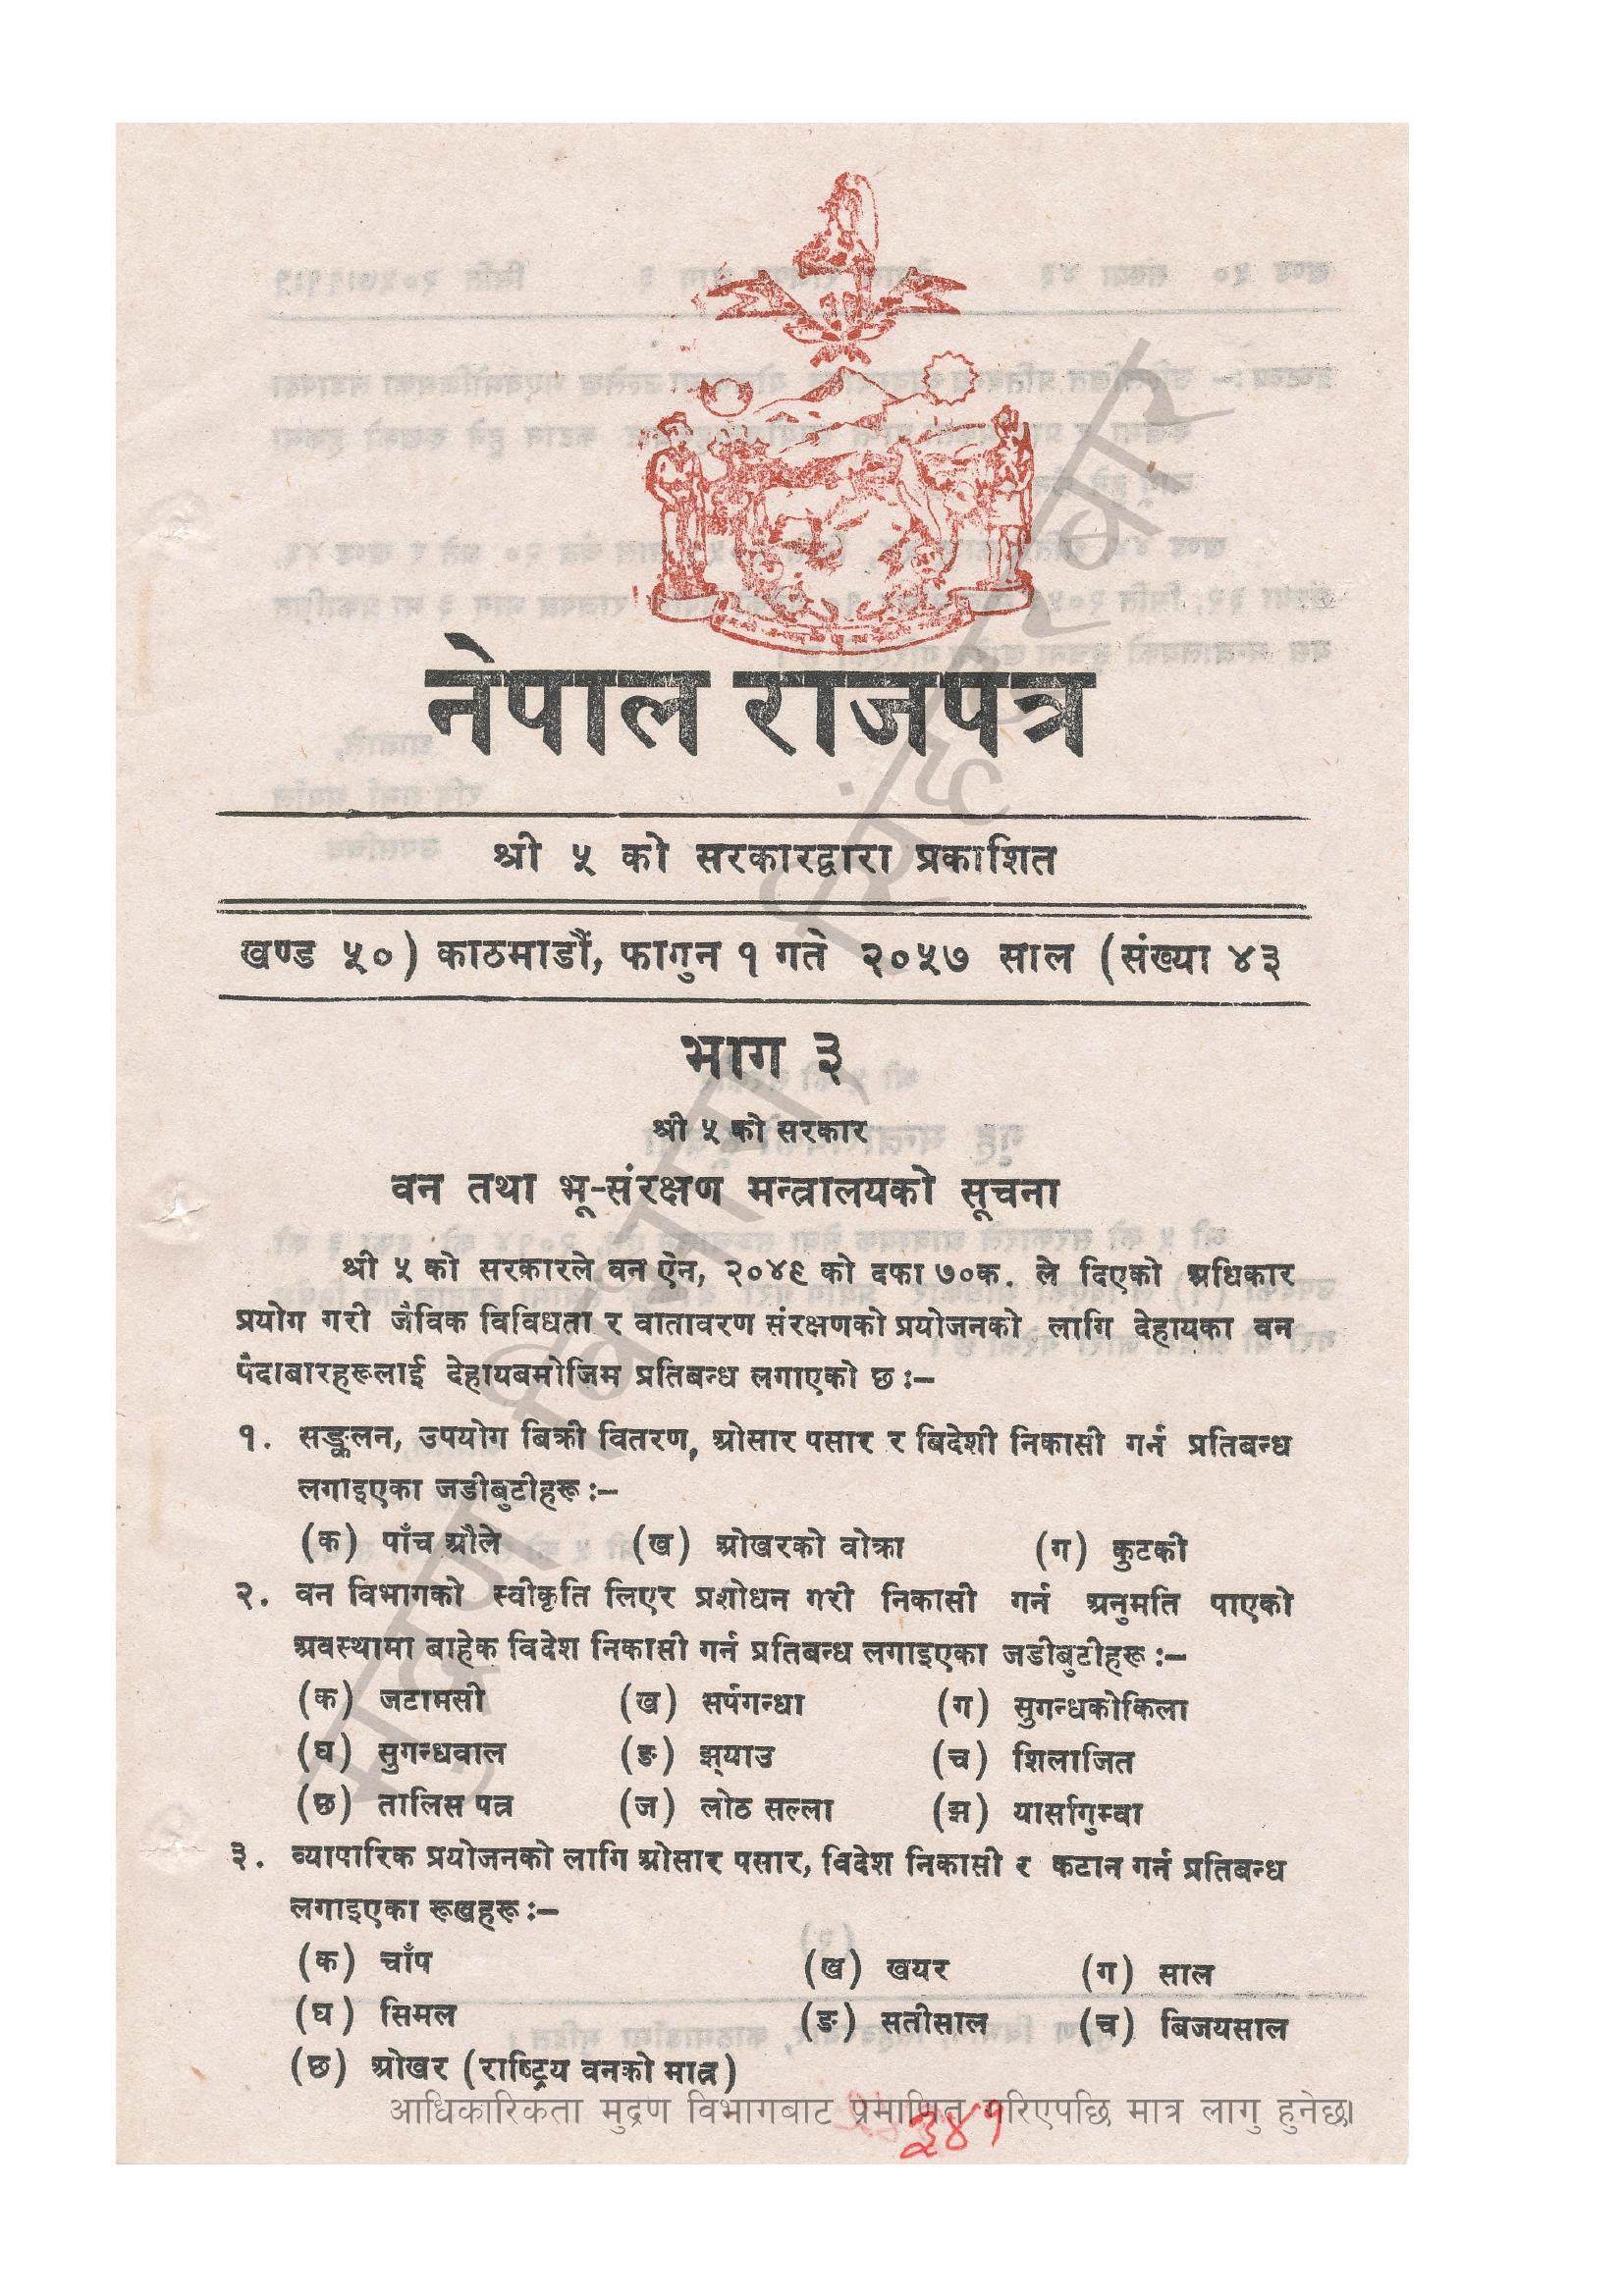 नेपाल राजपत्र
श्री ५ को सरकारद्वारा प्रकाशित
खण्ड ५०) काठमाडौं, फागुन १ गते २०५७ साल (संख्या ४३
भाग ३
श्री ५ को सरकार
वन तथा भू-संरक्षण मन्त्रालयको सूचना
श्री ५ को सरकारले वन ऐन, २०४९ को दफा ७०क. ले दिएको अधिकार
प्रयोग गरी जैविक विविधता र वातावरण संरक्षणको प्रयोजनको लागि देहायका वन
पैदाबारहरूलाई देहायबमोजिम प्रतिबन्ध लगाएको छ :–
१. सङ्कलन, उपयोग बिक्री वितरण, ओसार पसार र बिदेशी निकासी गर्न प्रतिबन्ध
लगाइएका जडीबुटीहरू :–
(क) पाँच औले (ख) ओखरको वोक्रा (ग) कुटकी
२. वन विभागको स्वीकृति लिएर प्रशोधन गरी निकासी गर्न अनुमति पाएको
अवस्थामा बाहेक विदेश निकासी गर्न प्रतिबन्ध लगाइएका जडीबुटीहरू :–
(क) जटामसी (ख) सर्पगन्धा (ग) सुगन्धकोकिला
(घ) सुगन्धवाल (ङ) झ्याउ (च) शिलाजित
(छ) तालिस पत्र (ज) लोठ सल्ला (झ) यार्सागुम्वा
३. व्यापारिक प्रयोजनको लागि ओसार पसार, विदेश निकासी र कटान गर्न प्रतिबन्ध
लगाइएका रूखहरू :–
(क) चाँप (ख) खयर (ग) साल
(घ) सिमल (ङ) सतीसाल (च) बिजयसाल
(छ) ओखर (राष्ट्रिय वनको मात्र)
आधिकारिकता मुद्रण विभागबाट प्रमाणित गरिएपछि मात्र लागु हुनेछ।
३४१
मुद्रण विभाग, सिंहदरबार